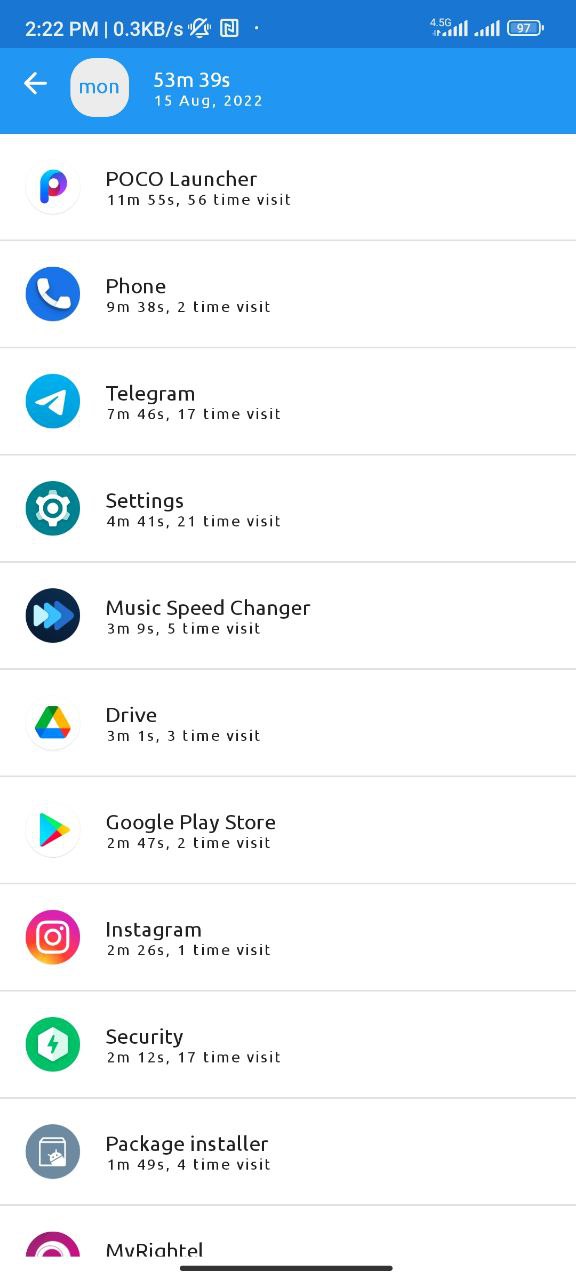 2:22 PM | 0.3KB/s
4.5G
97
mon
53m 39s
15 Aug, 2022
POCO Launcher
11m 55s, 56 time visit
Phone
9m 38s, 2 time visit
Telegram
7m 46s, 17 time visit
Settings
4m 41s, 21 time visit
Music Speed Changer
3m 9s, 5 time visit
Drive
3m 1s, 3 time visit
Google Play Store
2m 47s, 2 time visit
Instagram
2m 26s, 1 time visit
Security
2m 12s, 17 time visit
Package installer
1m 49s, 4 time visit
MyRightel